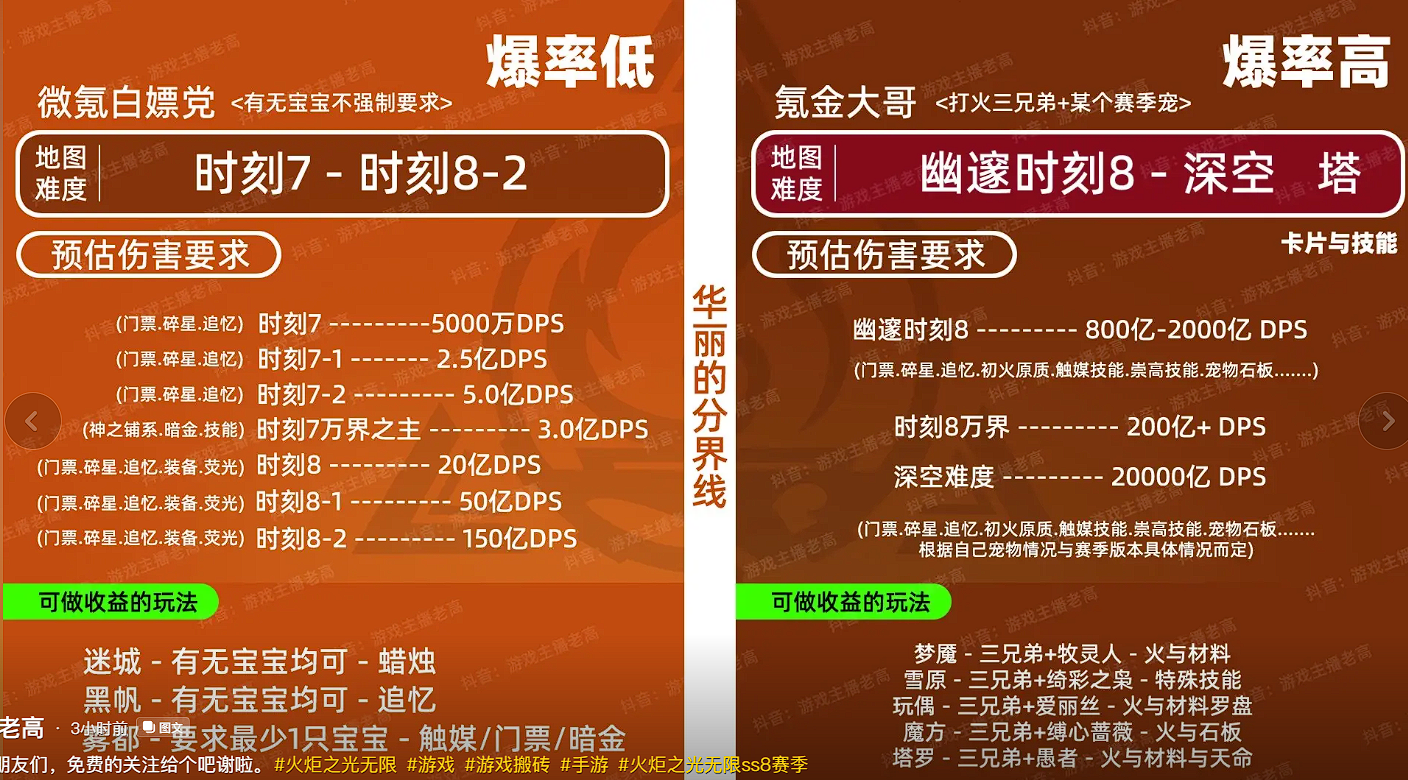 爆率低
微氪白嫖党 <有无宝宝不强制要求>
地图
难度
时刻7 - 时刻8-2
预估伤害要求
(门票.碎星.追忆) 时刻7 ---------5000万DPS
(门票.碎星.追忆) 时刻7-1 ------- 2.5亿DPS
(门票.碎星.追忆) 时刻7-2 --------- 5.0亿DPS
(神之铺系.暗金.技能) 时刻7万界之主 --------- 3.0亿DPS
(门票.碎星.追忆.装备.荧光) 时刻8 --------- 20亿DPS
(门票.碎星.追忆.装备.荧光) 时刻8-1 --------- 50亿DPS
(门票.碎星.追忆.装备.荧光) 时刻8-2 --------- 150亿DPS
可做收益的玩法
迷城 - 有无宝宝均可 - 蜡烛
黑帆 - 有无宝宝均可 - 追忆
雾都 - 要求最少1只宝宝 - 触媒/门票/暗金
华丽的分界线
爆率高
氪金大哥 <打火三兄弟+某个赛季宠>
地图
难度
幽邃时刻8 - 深空 塔
预估伤害要求
卡片与技能
幽邃时刻8 --------- 800亿-2000亿 DPS
(门票.碎星.追忆.初火原质.触媒技能.崇高技能.宠物石板.......)
时刻8万界 --------- 200亿+ DPS
深空难度 --------- 20000亿 DPS
(门票.碎星.追忆.初火原质.触媒技能.崇高技能.宠物石板.......
根据自己宠物情况与赛季版本具体情况而定)
可做收益的玩法
梦魇 - 三兄弟+牧灵人 - 火与材料
雪原 - 三兄弟+绮彩之枭 - 特殊技能
玩偶 - 三兄弟+爱丽丝 - 火与材料罗盘
魔方 - 三兄弟+缚心蔷薇 - 火与石板
塔罗 - 三兄弟+愚者 - 火与材料与天命
老高 · 3小时前 图文
朋友们，免费的关注给个吧谢啦。#火炬之光无限 #游戏 #游戏搬砖 #手游 #火炬之光无限ss8赛季
抖音：游戏主播老高